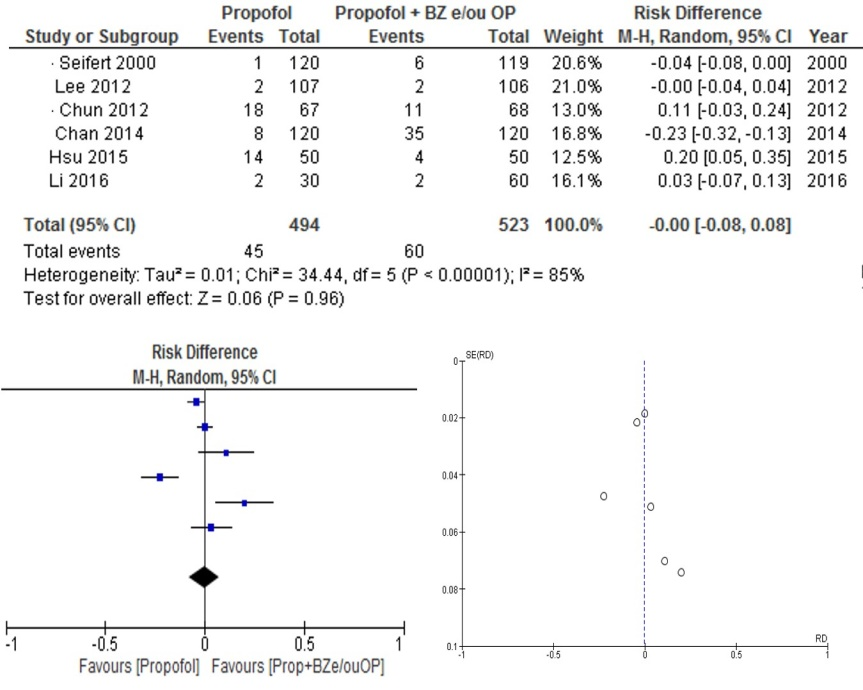 Propofol Propofol + BZ e/ou OP Risk Difference
Study or Subgroup Events Total Events Total Weight M-H, Random, 95% CI Year
· Seifert 2000 1 120 6 119 20.6% -0.04 [-0.08, 0.00] 2000
Lee 2012 2 107 2 106 21.0% -0.00 [-0.04, 0.04] 2012
· Chun 2012 18 67 11 68 13.0% 0.11 [-0.03, 0.24] 2012
Chan 2014 8 120 35 120 16.8% -0.23 [-0.32, -0.13] 2014
Hsu 2015 14 50 4 50 12.5% 0.20 [0.05, 0.35] 2015
Li 2016 2 30 2 60 16.1% 0.03 [-0.07, 0.13] 2016
Total (95% CI) 494 523 100.0% -0.00 [-0.08, 0.08]
Total events 45 60
Heterogeneity: Tau² = 0.01; Chi² = 34.44, df = 5 (P < 0.00001); I² = 85%
Test for overall effect: Z = 0.06 (P = 0.96)
Risk Difference
M-H, Random, 95% CI
-1 -0.5 0 0.5 1
Favours [Propofol] Favours [Prop+BZe/ouOP]
0 SE(RD)
0.02
0.04
0.06
0.08
0.1
RD
-1 -0.5 0 0.5 1